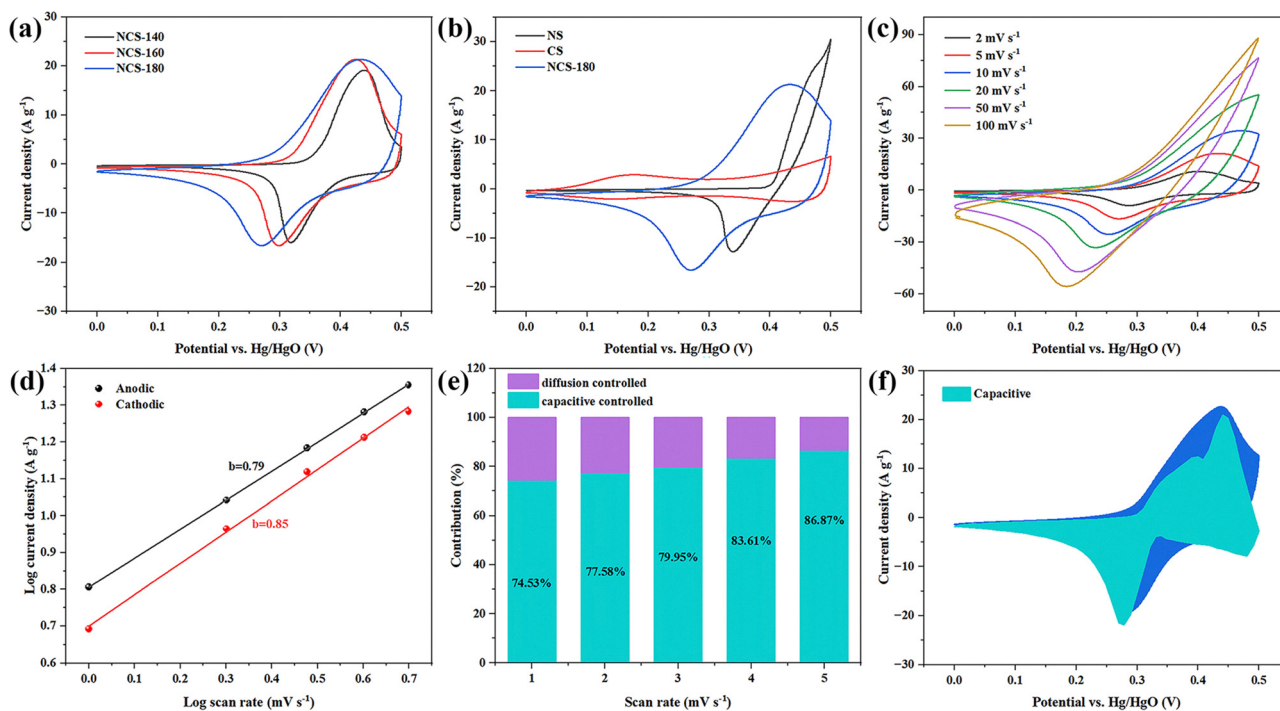 (a)
NCS-140
NCS-160
NCS-180
30
20
10
0
−10
−20
−30
Current density (A g⁻¹)
0.0 0.1 0.2 0.3 0.4 0.5
Potential vs. Hg/HgO (V)
(b)
NS
CS
NCS-180
30
20
10
0
−10
−20
Current density (A g⁻¹)
0.0 0.1 0.2 0.3 0.4 0.5
Potential vs. Hg/HgO (V)
(c)
2 mV s⁻¹
5 mV s⁻¹
10 mV s⁻¹
20 mV s⁻¹
50 mV s⁻¹
100 mV s⁻¹
90
60
30
0
−30
−60
Current density (A g⁻¹)
0.0 0.1 0.2 0.3 0.4 0.5
Potential vs. Hg/HgO (V)
(d)
Anodic
Cathodic
b=0.79
b=0.85
1.4
1.3
1.2
1.1
1.0
0.9
0.8
0.7
0.6
Log current density (A g⁻¹)
0.0 0.1 0.2 0.3 0.4 0.5 0.6 0.7
Log scan rate (mV s⁻¹)
(e)
diffusion controlled
capacitive controlled
120
100
80
60
40
20
0
Contribution (%)
74.53%
77.58%
79.95%
83.61%
86.87%
1 2 3 4 5
Scan rate (mV s⁻¹)
(f)
Capacitive
30
20
10
0
−10
−20
−30
Current density (A g⁻¹)
0.0 0.1 0.2 0.3 0.4 0.5
Potential vs. Hg/HgO (V)